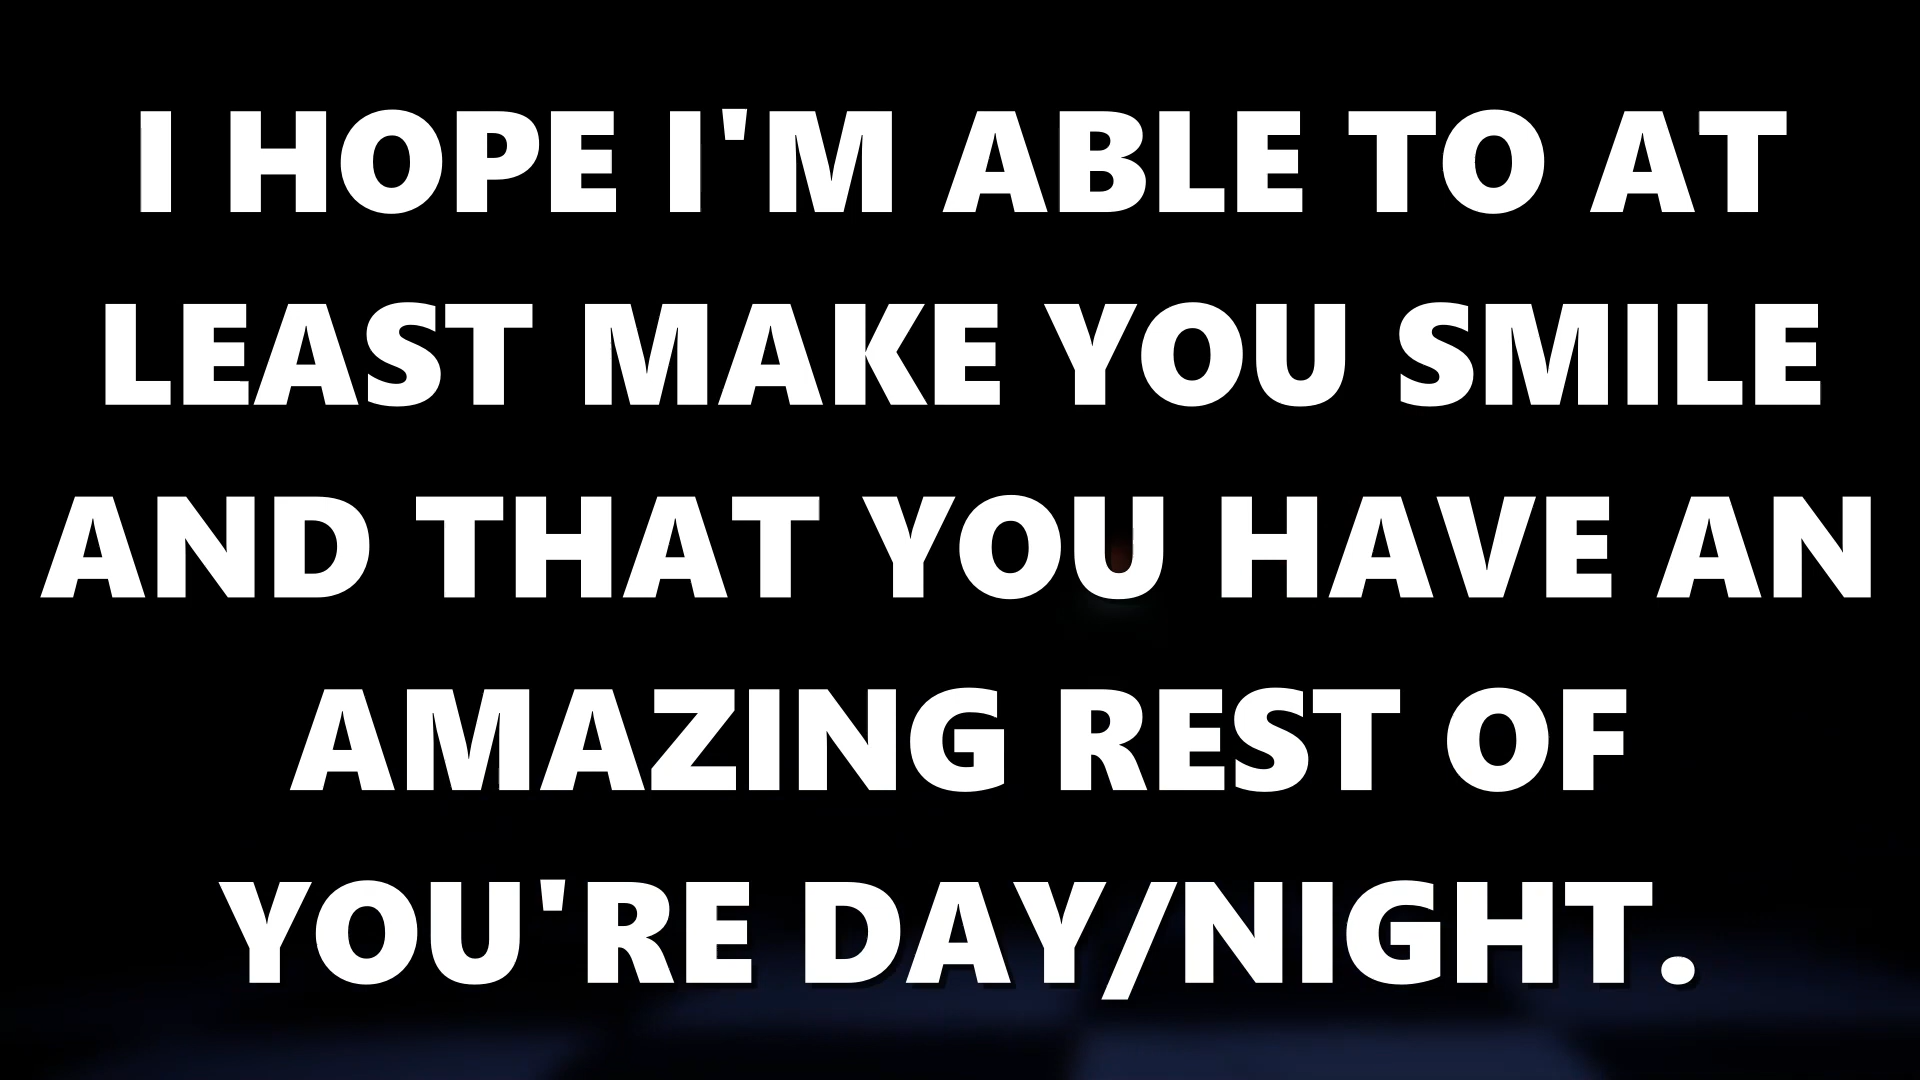 I HOPE I'M ABLE TO AT
LEAST MAKE YOU SMILE
AND THAT YOU HAVE AN
AMAZING REST OF
YOU'RE DAY/NIGHT.